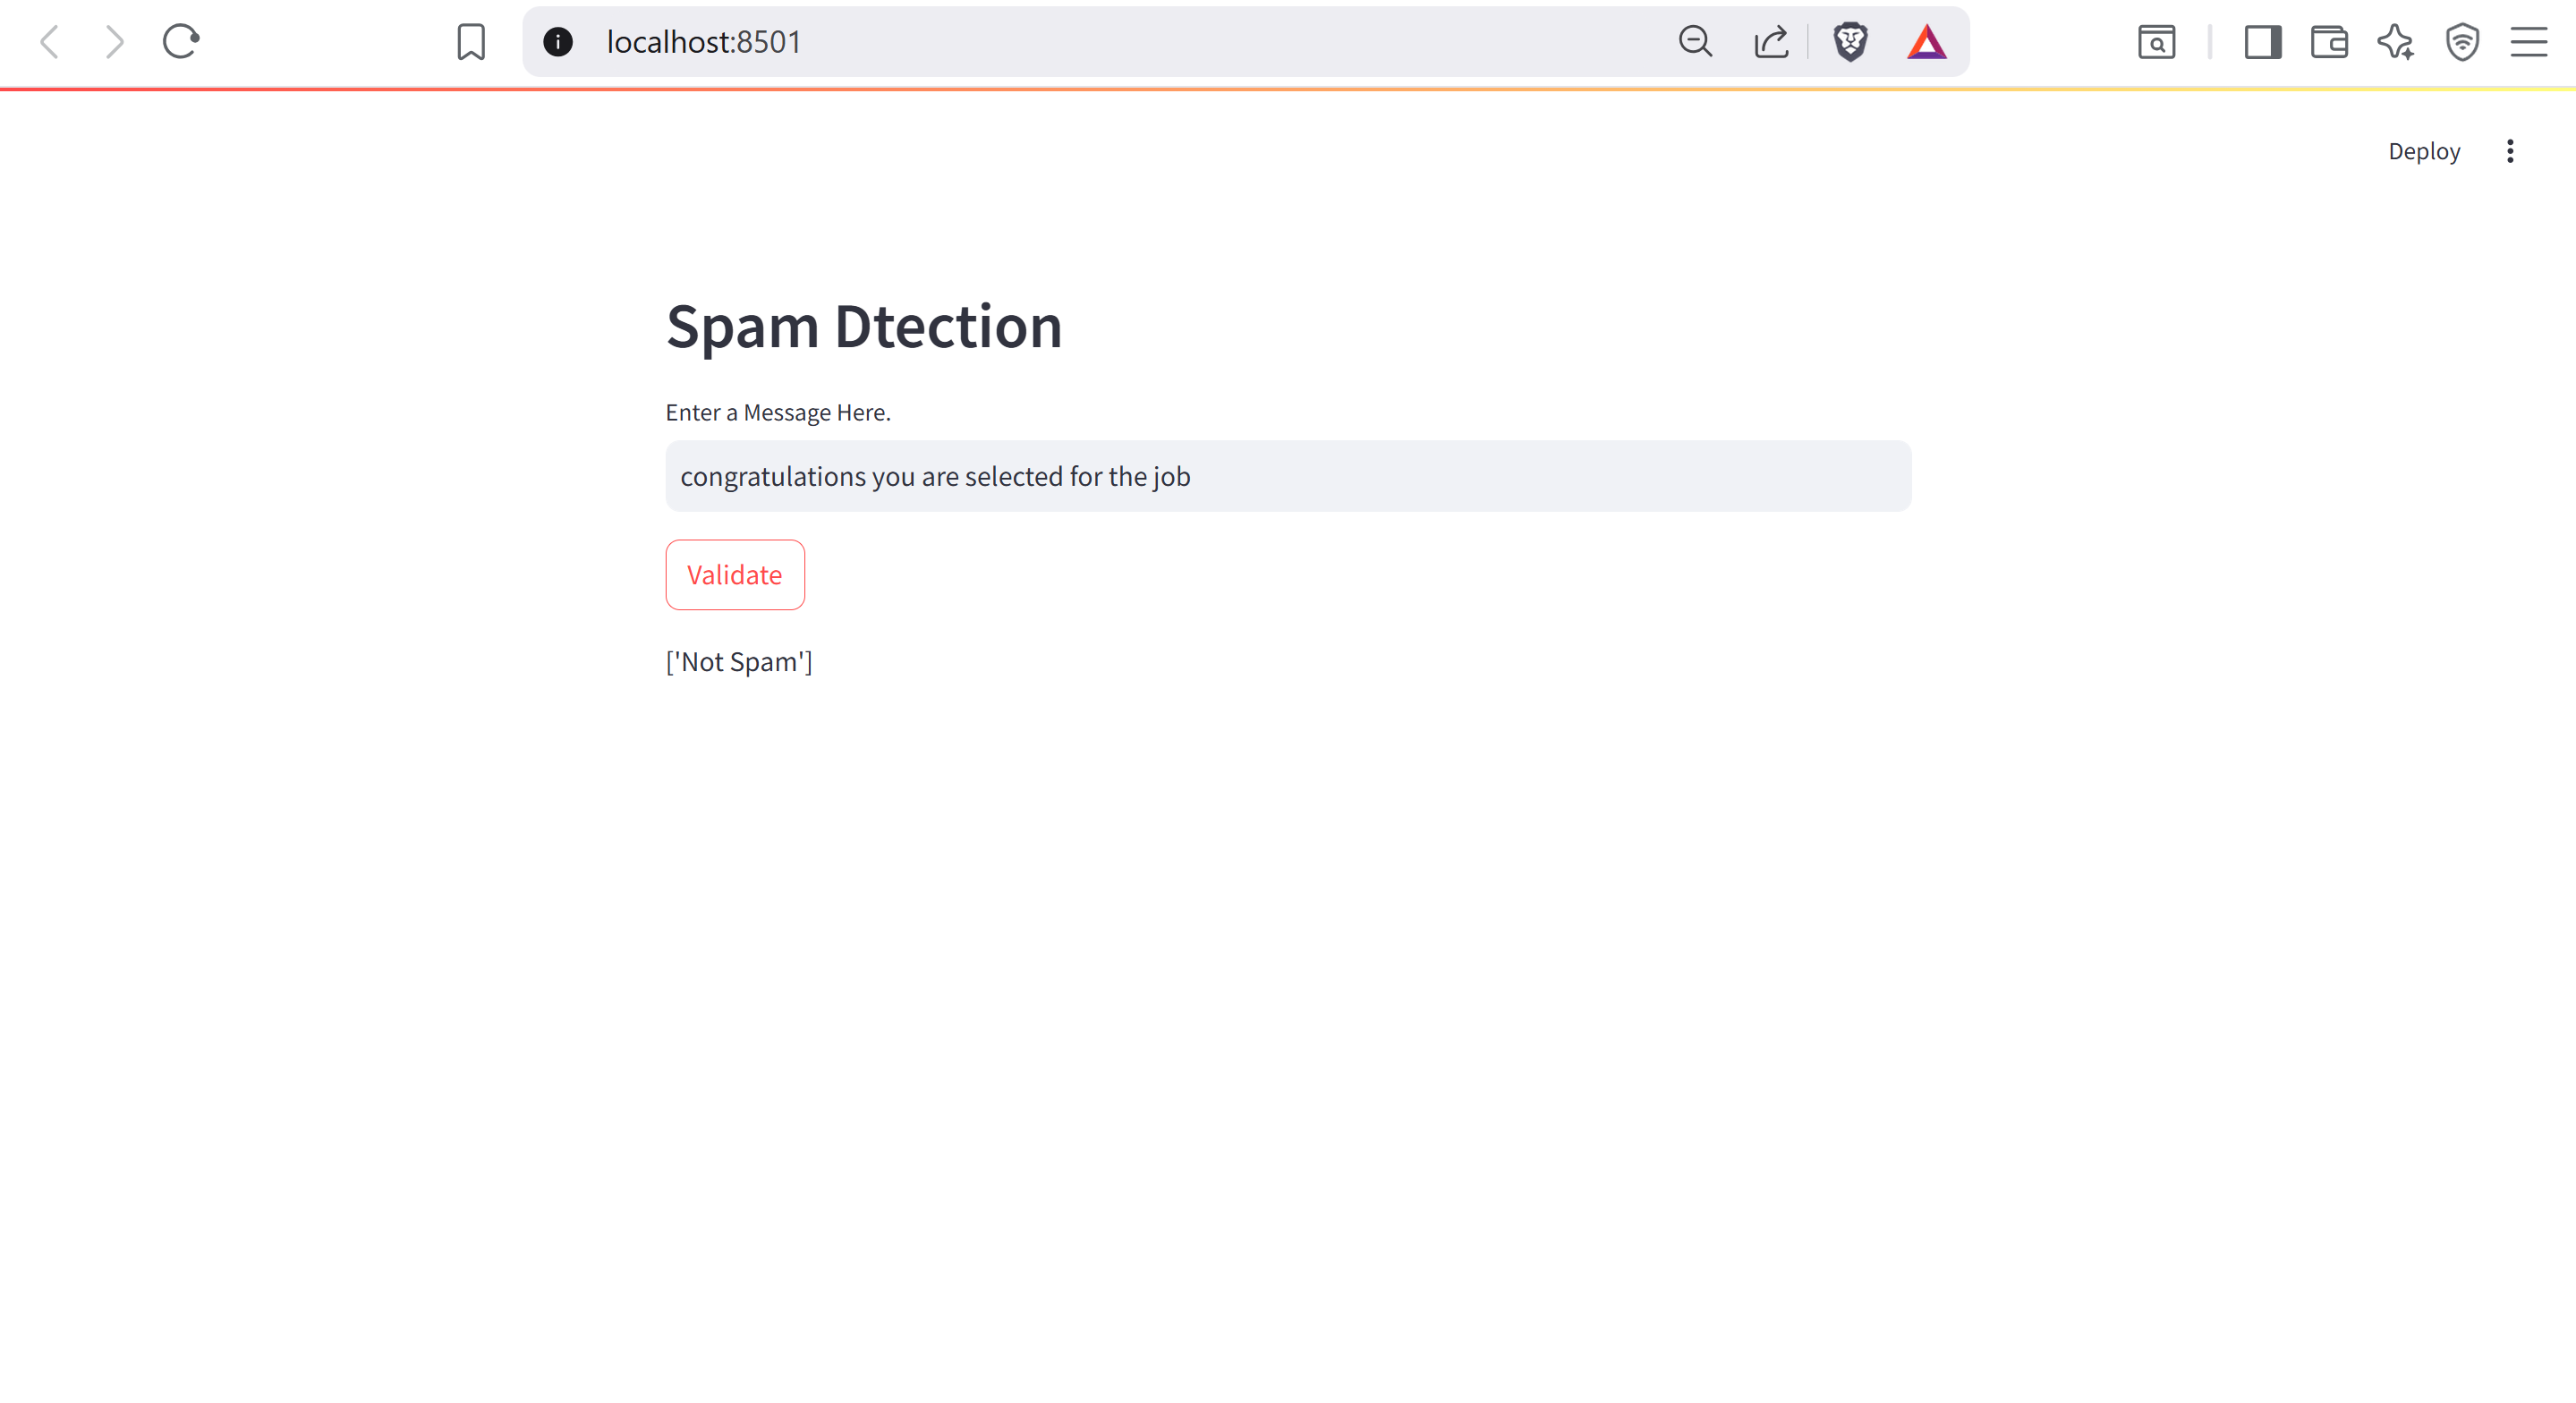 localhost:8501
Deploy
Spam Dtection
Enter a Message Here.
congratulations you are selected for the job
Validate
['Not Spam']